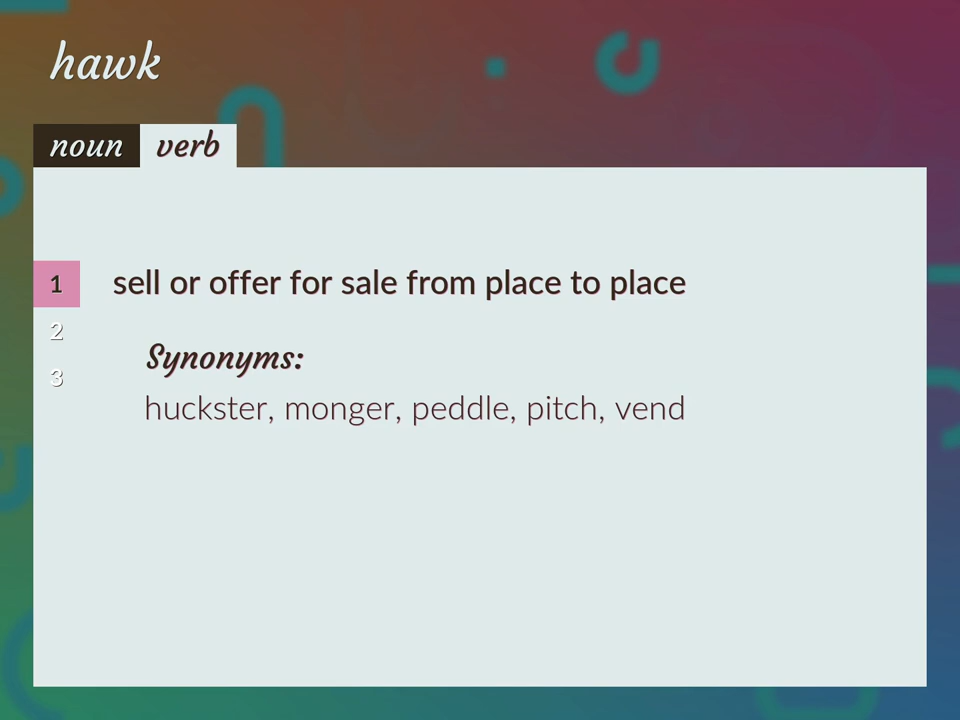 hawk
noun verb
1 sell or offer for sale from place to place
2
Synonyms:
3
huckster, monger, peddle, pitch, vend